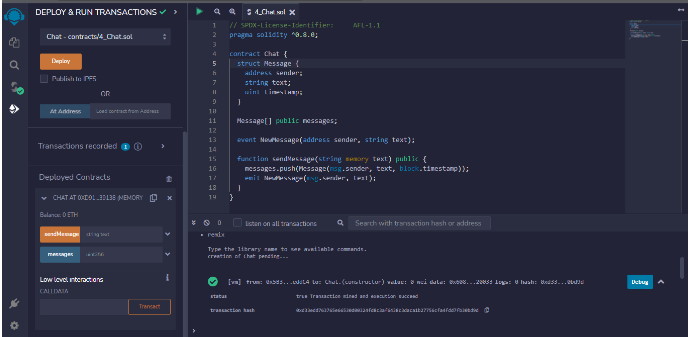 DEPLOY & RUN TRANSACTIONS
Chat - contracts/4_Chat.sol
Deploy
Publish to IPFS
OR
At Address
Load contract from Address
Transactions recorded 1
Deployed Contracts
CHAT AT 0XD91...39138 (MEMORY
Balance: 0 ETH
sendMessage
string text
messages
uint256
Low level interactions
CALLDATA
Transact
4_Chat.sol
1 // SPDX-License-Identifier: AFL-1.1
2 pragma solidity ^0.8.0;
3
4 contract Chat {
5 struct Message {
6 address sender;
7 string text;
8 uint timestamp;
9 }
10
11 Message[] public messages;
12
13 event NewMessage(address sender, string text);
14
15 function sendMessage(string memory text) public {
16 messages.push(Message(msg.sender, text, block.timestamp));
17 emit NewMessage(msg.sender, text);
18 }
19 }
0
listen on all transactions
Search with transaction hash or address
remix
Type the library name to see available commands.
creation of Chat pending...
[vm] from: 0x5B3...eddC4 to: Chat.(constructor) value: 0 wei data: 0x608...20033 logs: 0 hash: 0xd33...0bd9d
Debug
status
true Transaction mined and execution succeed
transaction hash
>